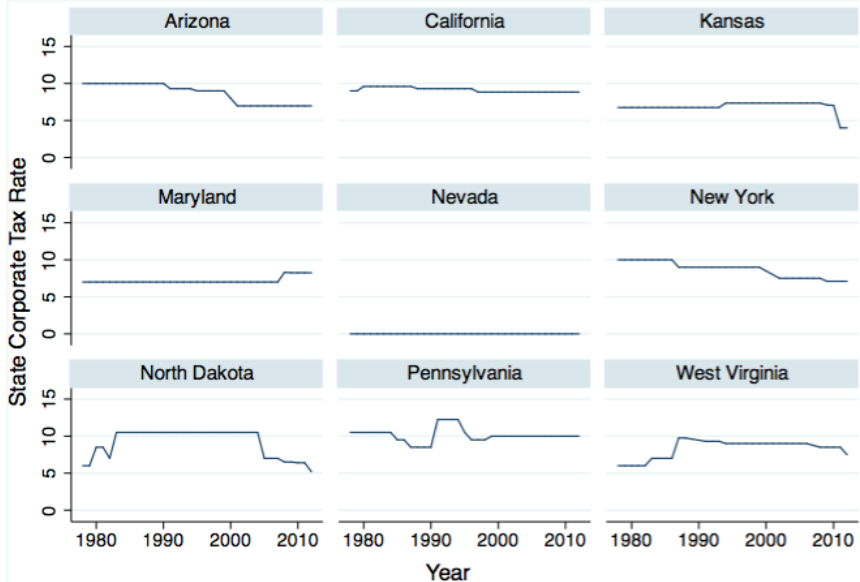 Arizona
California
Kansas
15
10
5
0
Maryland
Nevada
New York
15
10
5
0
State Corporate Tax Rate
North Dakota
Pennsylvania
West Virginia
15
10
5
0
1980 1990 2000 2010
1980 1990 2000 2010
1980 1990 2000 2010
Year